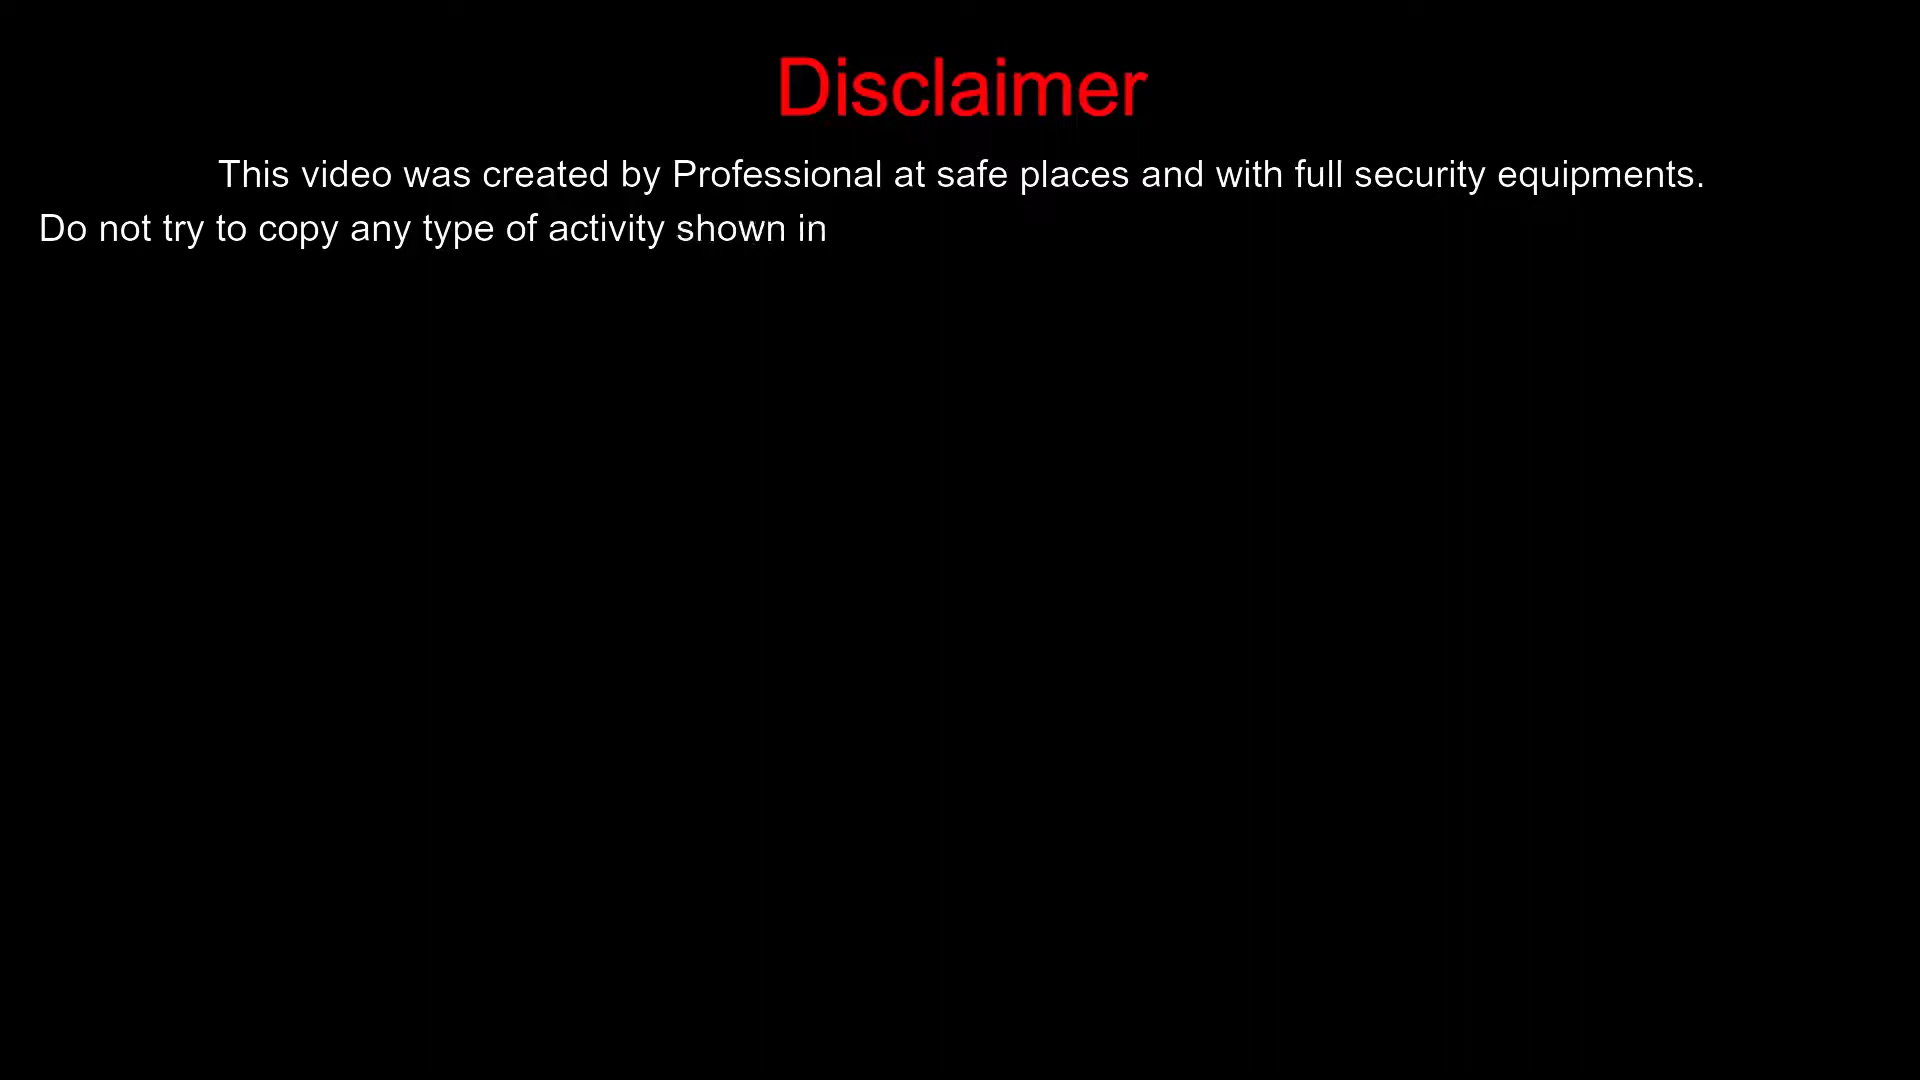 Disclaimer
This video was created by Professional at safe places and with full security equipments.
Do not try to copy any type of activity shown in